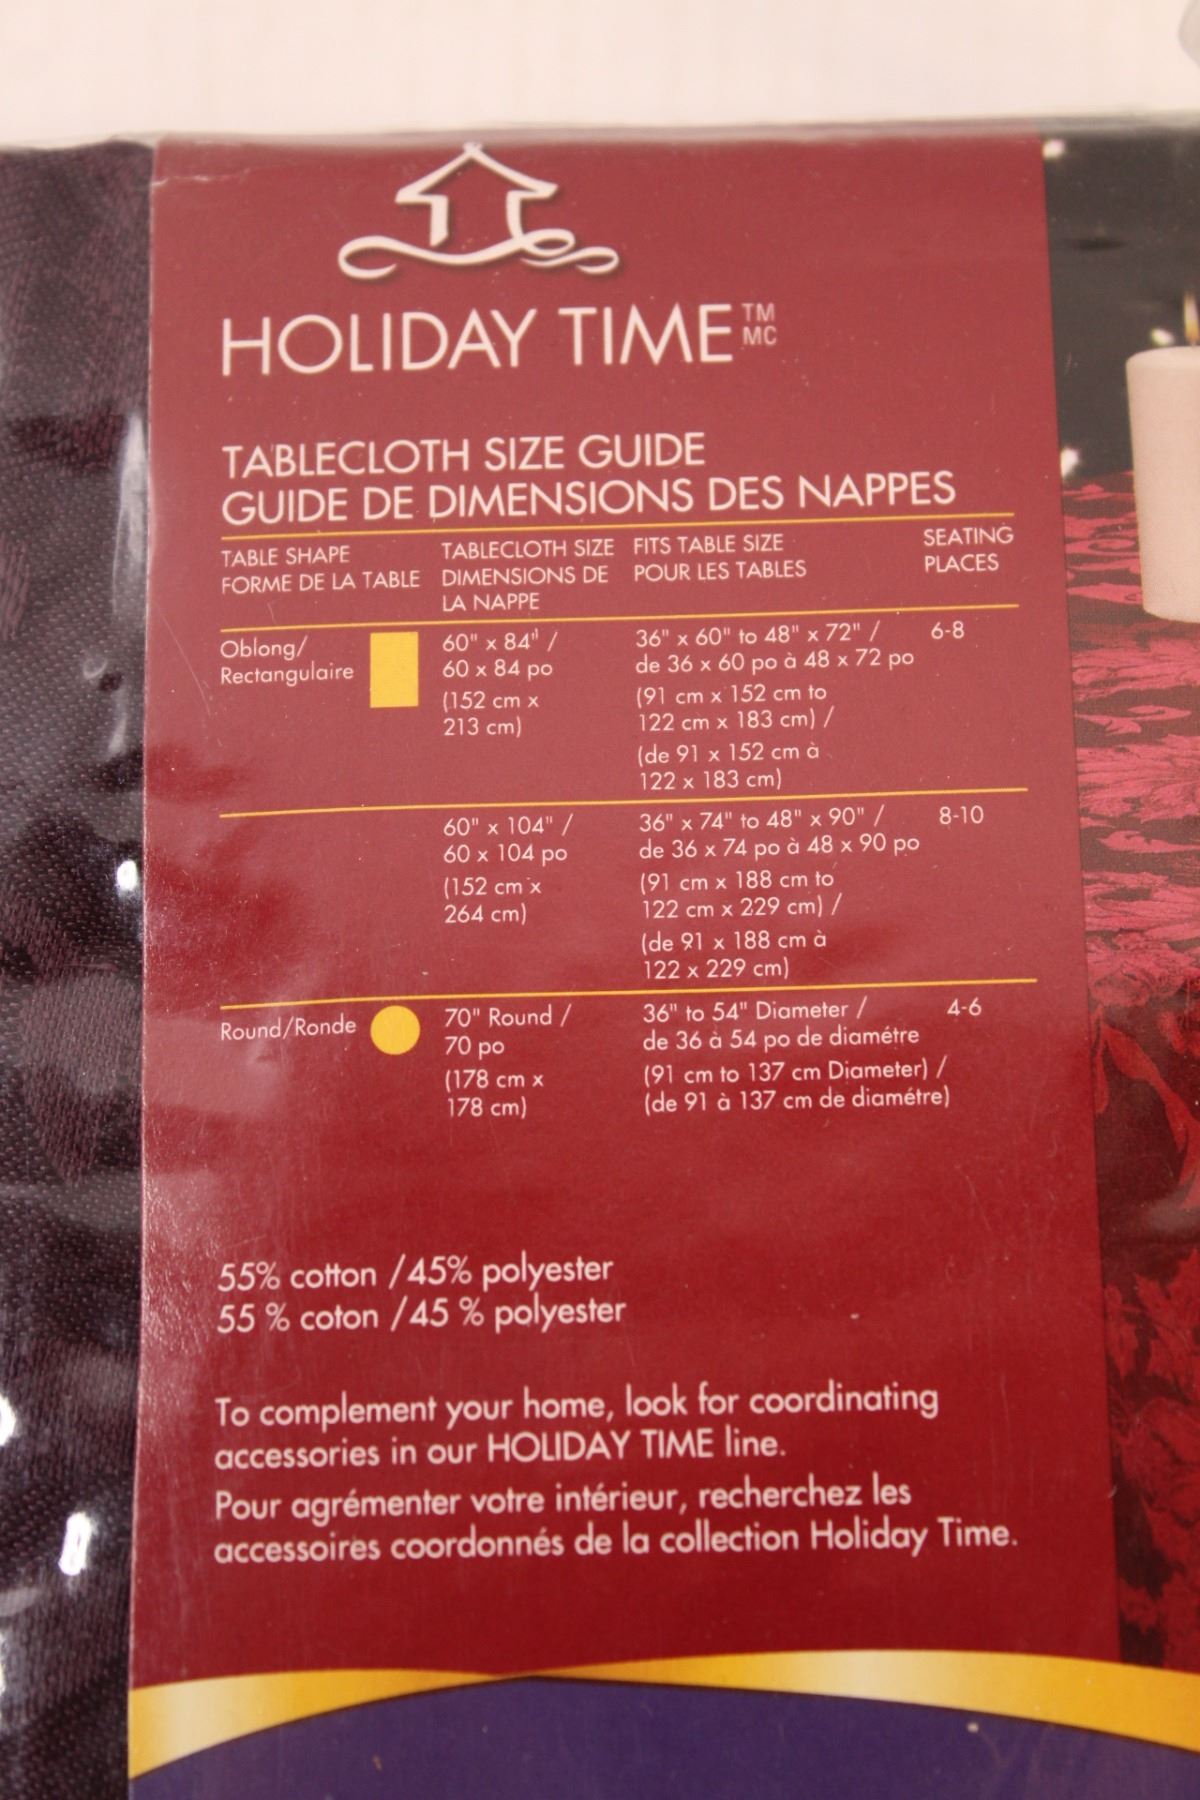 HOLIDAY TIME TM MC
TABLECLOTH SIZE GUIDE
GUIDE DE DIMENSIONS DES NAPPES
TABLE SHAPE
FORME DE LA TABLE
TABLECLOTH SIZE
DIMENSIONS DE
LA NAPPE
FITS TABLE SIZE
POUR LES TABLES
SEATING
PLACES
Oblong/
Rectangulaire
60" x 84" /
60 x 84 po
(152 cm x
213 cm)
36" x 60" to 48" x 72" /
de 36 x 60 po à 48 x 72 po
(91 cm x 152 cm to
122 cm x 183 cm) /
(de 91 x 152 cm à
122 x 183 cm)
6-8
60" x 104" /
60 x 104 po
(152 cm x
264 cm)
36" x 74" to 48" x 90" /
de 36 x 74 po à 48 x 90 po
(91 cm x 188 cm to
122 cm x 229 cm) /
(de 91 x 188 cm à
122 x 229 cm)
8-10
Round/Ronde
70" Round /
70 po
(178 cm x
178 cm)
36" to 54" Diameter /
de 36 à 54 po de diamétre
(91 cm to 137 cm Diameter) /
(de 91 à 137 cm de diamétre)
4-6
55% cotton /45% polyester
55 % coton /45 % polyester
To complement your home, look for coordinating
accessories in our HOLIDAY TIME line.
Pour agrémenter votre intérieur, recherchez les
accessoires coordonnés de la collection Holiday Time.